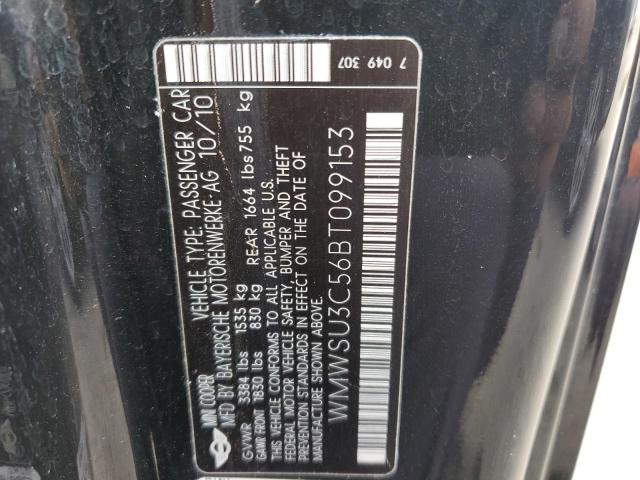 MINI COOPER VEHICLE TYPE: PASSENGER CAR
MFD BY BAYERISCHE MOTORENWERKE-AG 10/10
GVWR 3384 lbs 1535 kg
GAWR FRONT 1830 lbs 830 kg REAR 1664 lbs 755 kg
THIS VEHICLE CONFORMS TO ALL APPLICABLE U.S.
FEDERAL MOTOR VEHICLE SAFETY, BUMPER AND THEFT
PREVENTION STANDARDS IN EFFECT ON THE DATE OF
MANUFACTURE SHOWN ABOVE.
WMWSU3C56BT099153
7 049 307